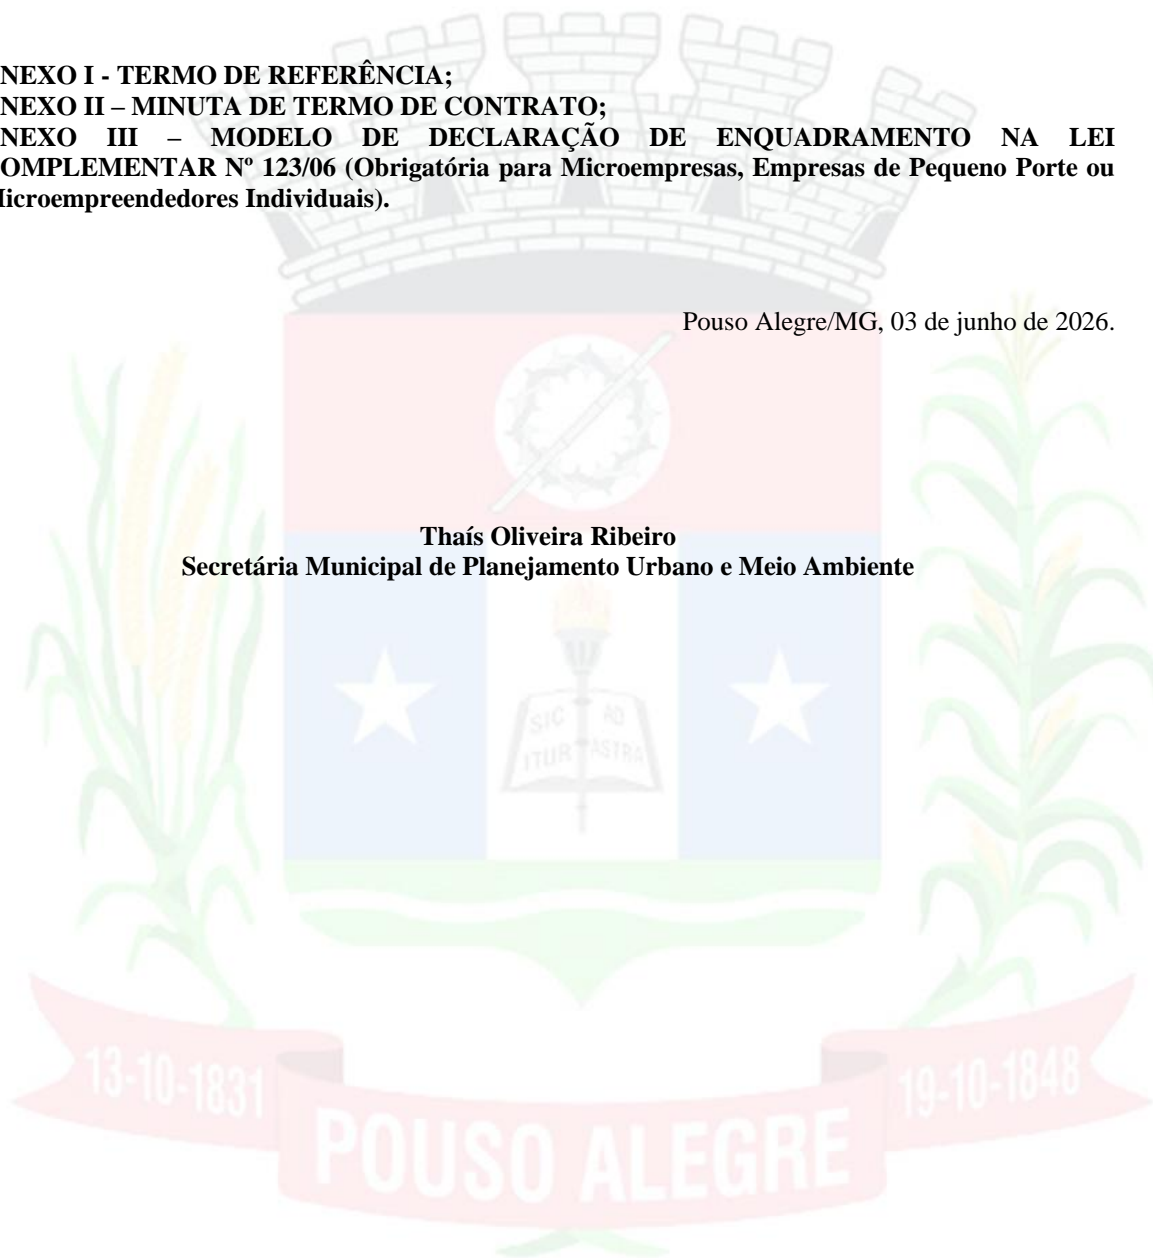 NEXO I - TERMO DE REFERÊNCIA;
NEXO II – MINUTA DE TERMO DE CONTRATO;
NEXO III – MODELO DE DECLARAÇÃO DE ENQUADRAMENTO NA LEI
OMPLEMENTAR Nº 123/06 (Obrigatória para Microempresas, Empresas de Pequeno Porte ou
Microempreendedores Individuais).
Pouso Alegre/MG, 03 de junho de 2026.
Thaís Oliveira Ribeiro
Secretária Municipal de Planejamento Urbano e Meio Ambiente
SIC AD
ITUR ASTRA
13-10-1831
19-10-1848
POUSO ALEGRE